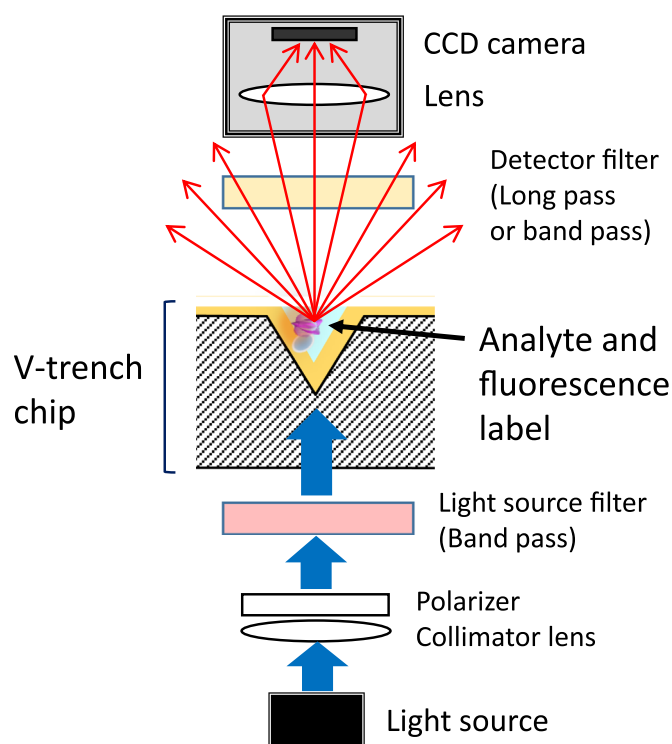 CCD camera
Lens
Detector filter
(Long pass
or band pass)
V-trench
chip
Analyte and
fluorescence
label
Light source filter
(Band pass)
Polarizer
Collimator lens
Light source